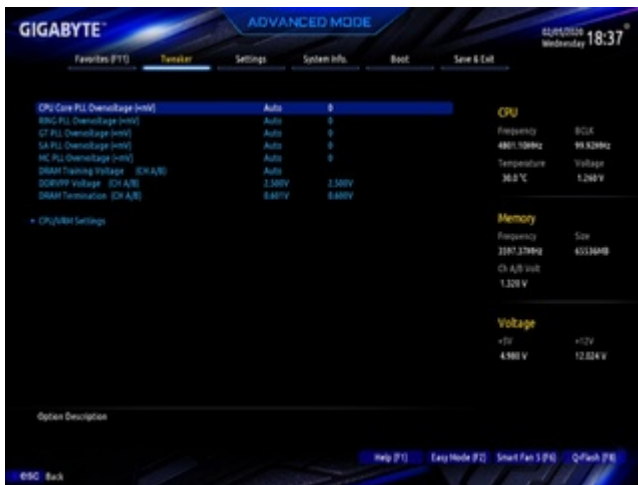 GIGABYTE
ADVANCED MODE
Wednesday 18:37
Favorites (F11) Tweaker Settings System Info. Boot Save & Exit
CPU Core PLL Overvoltage (+mV) Auto 0
RING PLL Overvoltage (+mV) Auto 0
GT PLL Overvoltage (+mV) Auto 0
SA PLL Overvoltage (+mV) Auto 0
MC PLL Overvoltage (+mV) Auto 0
DRAM Training Voltage (CH A/B) Auto
DDRVPP Voltage (CH A/B) 2.500V 2.500V
DRAM Termination (CH A/B) 0.601V 0.600V
CPU/VRM Settings
CPU
Frequency BCLK
4801.10MHz 99.92MHz
Temperature Voltage
30.0 °C 1.260 V
Memory
Frequency Size
3597.37MHz 65536MB
Ch A/B Volt
1.320 V
Voltage
+5V +12V
4.980 V 12.024 V
Option Description
Help (F1) Easy Mode (F2) Smart Fan 5 (F6) Q-Flash (F8)
ESC Back